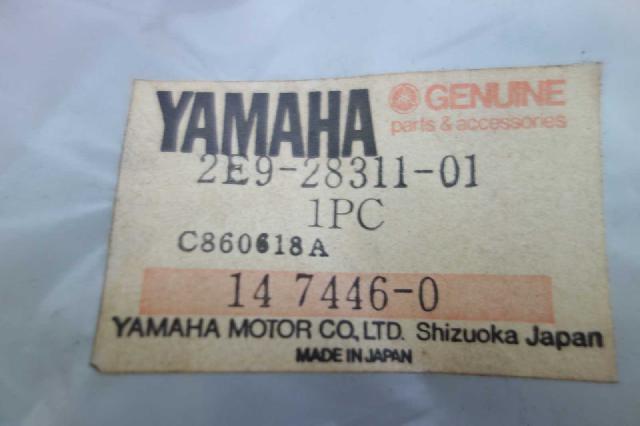 YAMAHA GENUINE
parts & accessories
2E9-28311-01
1PC
C860618A
14 7446-0
YAMAHA MOTOR CO., LTD. Shizuoka Japan
MADE IN JAPAN